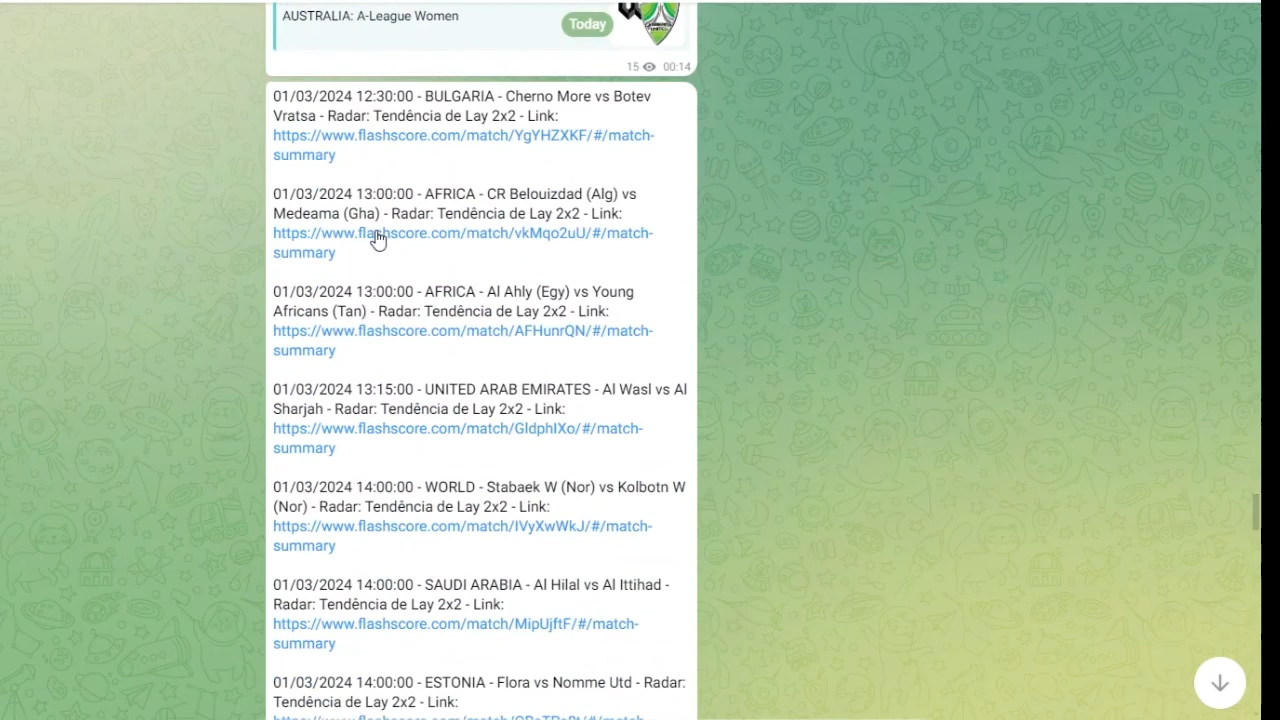 AUSTRALIA: A-League Women
Today
15 00:14
01/03/2024 12:30:00 - BULGARIA - Cherno More vs Botev
Vratsa - Radar: Tendência de Lay 2x2 - Link:
https://www.flashscore.com/match/YgYHZXKF/#/match-
summary
01/03/2024 13:00:00 - AFRICA - CR Belouizdad (Alg) vs
Medeama (Gha) - Radar: Tendência de Lay 2x2 - Link:
https://www.flashscore.com/match/vkMqo2uU/#/match-
summary
01/03/2024 13:00:00 - AFRICA - Al Ahly (Egy) vs Young
Africans (Tan) - Radar: Tendência de Lay 2x2 - Link:
https://www.flashscore.com/match/AFHunrQN/#/match-
summary
01/03/2024 13:15:00 - UNITED ARAB EMIRATES - Al Wasl vs Al
Sharjah - Radar: Tendência de Lay 2x2 - Link:
https://www.flashscore.com/match/GldphIXo/#/match-
summary
01/03/2024 14:00:00 - WORLD - Stabaek W (Nor) vs Kolbotn W
(Nor) - Radar: Tendência de Lay 2x2 - Link:
https://www.flashscore.com/match/IVyXwWkJ/#/match-
summary
01/03/2024 14:00:00 - SAUDI ARABIA - Al Hilal vs Al Ittihad -
Radar: Tendência de Lay 2x2 - Link:
https://www.flashscore.com/match/MipUjftF/#/match-
summary
01/03/2024 14:00:00 - ESTONIA - Flora vs Nomme Utd - Radar:
Tendência de Lay 2x2 - Link: